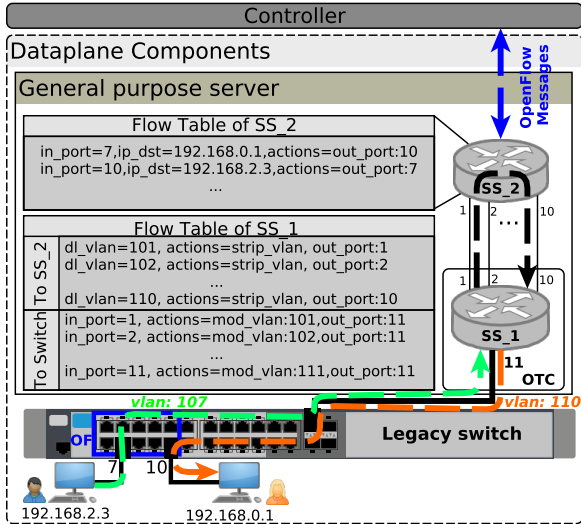 Controller
Dataplane Components
OpenFlow
Messages
General purpose server
Flow Table of SS_2
in_port=7,ip_dst=192.168.0.1,actions=out_port:10
in_port=10,ip_dst=192.168.2.3,actions=out_port:7
...
SS_2
1
2
...
10
Flow Table of SS_1
To SS_2
dl_vlan=101, actions=strip_vlan, out_port:1
dl_vlan=102, actions=strip_vlan, out_port:2
...
dl_vlan=110, actions=strip_vlan, out_port:10
To Switch
in_port=1, actions=mod_vlan:101,out_port:11
in_port=2, actions=mod_vlan:102,out_port:11
...
in_port=11, actions=mod_vlan:111,out_port:11
1
2
10
SS_1
11
OTC
vlan: 107
vlan: 110
OF
Legacy switch
7
10
192.168.2.3
192.168.0.1